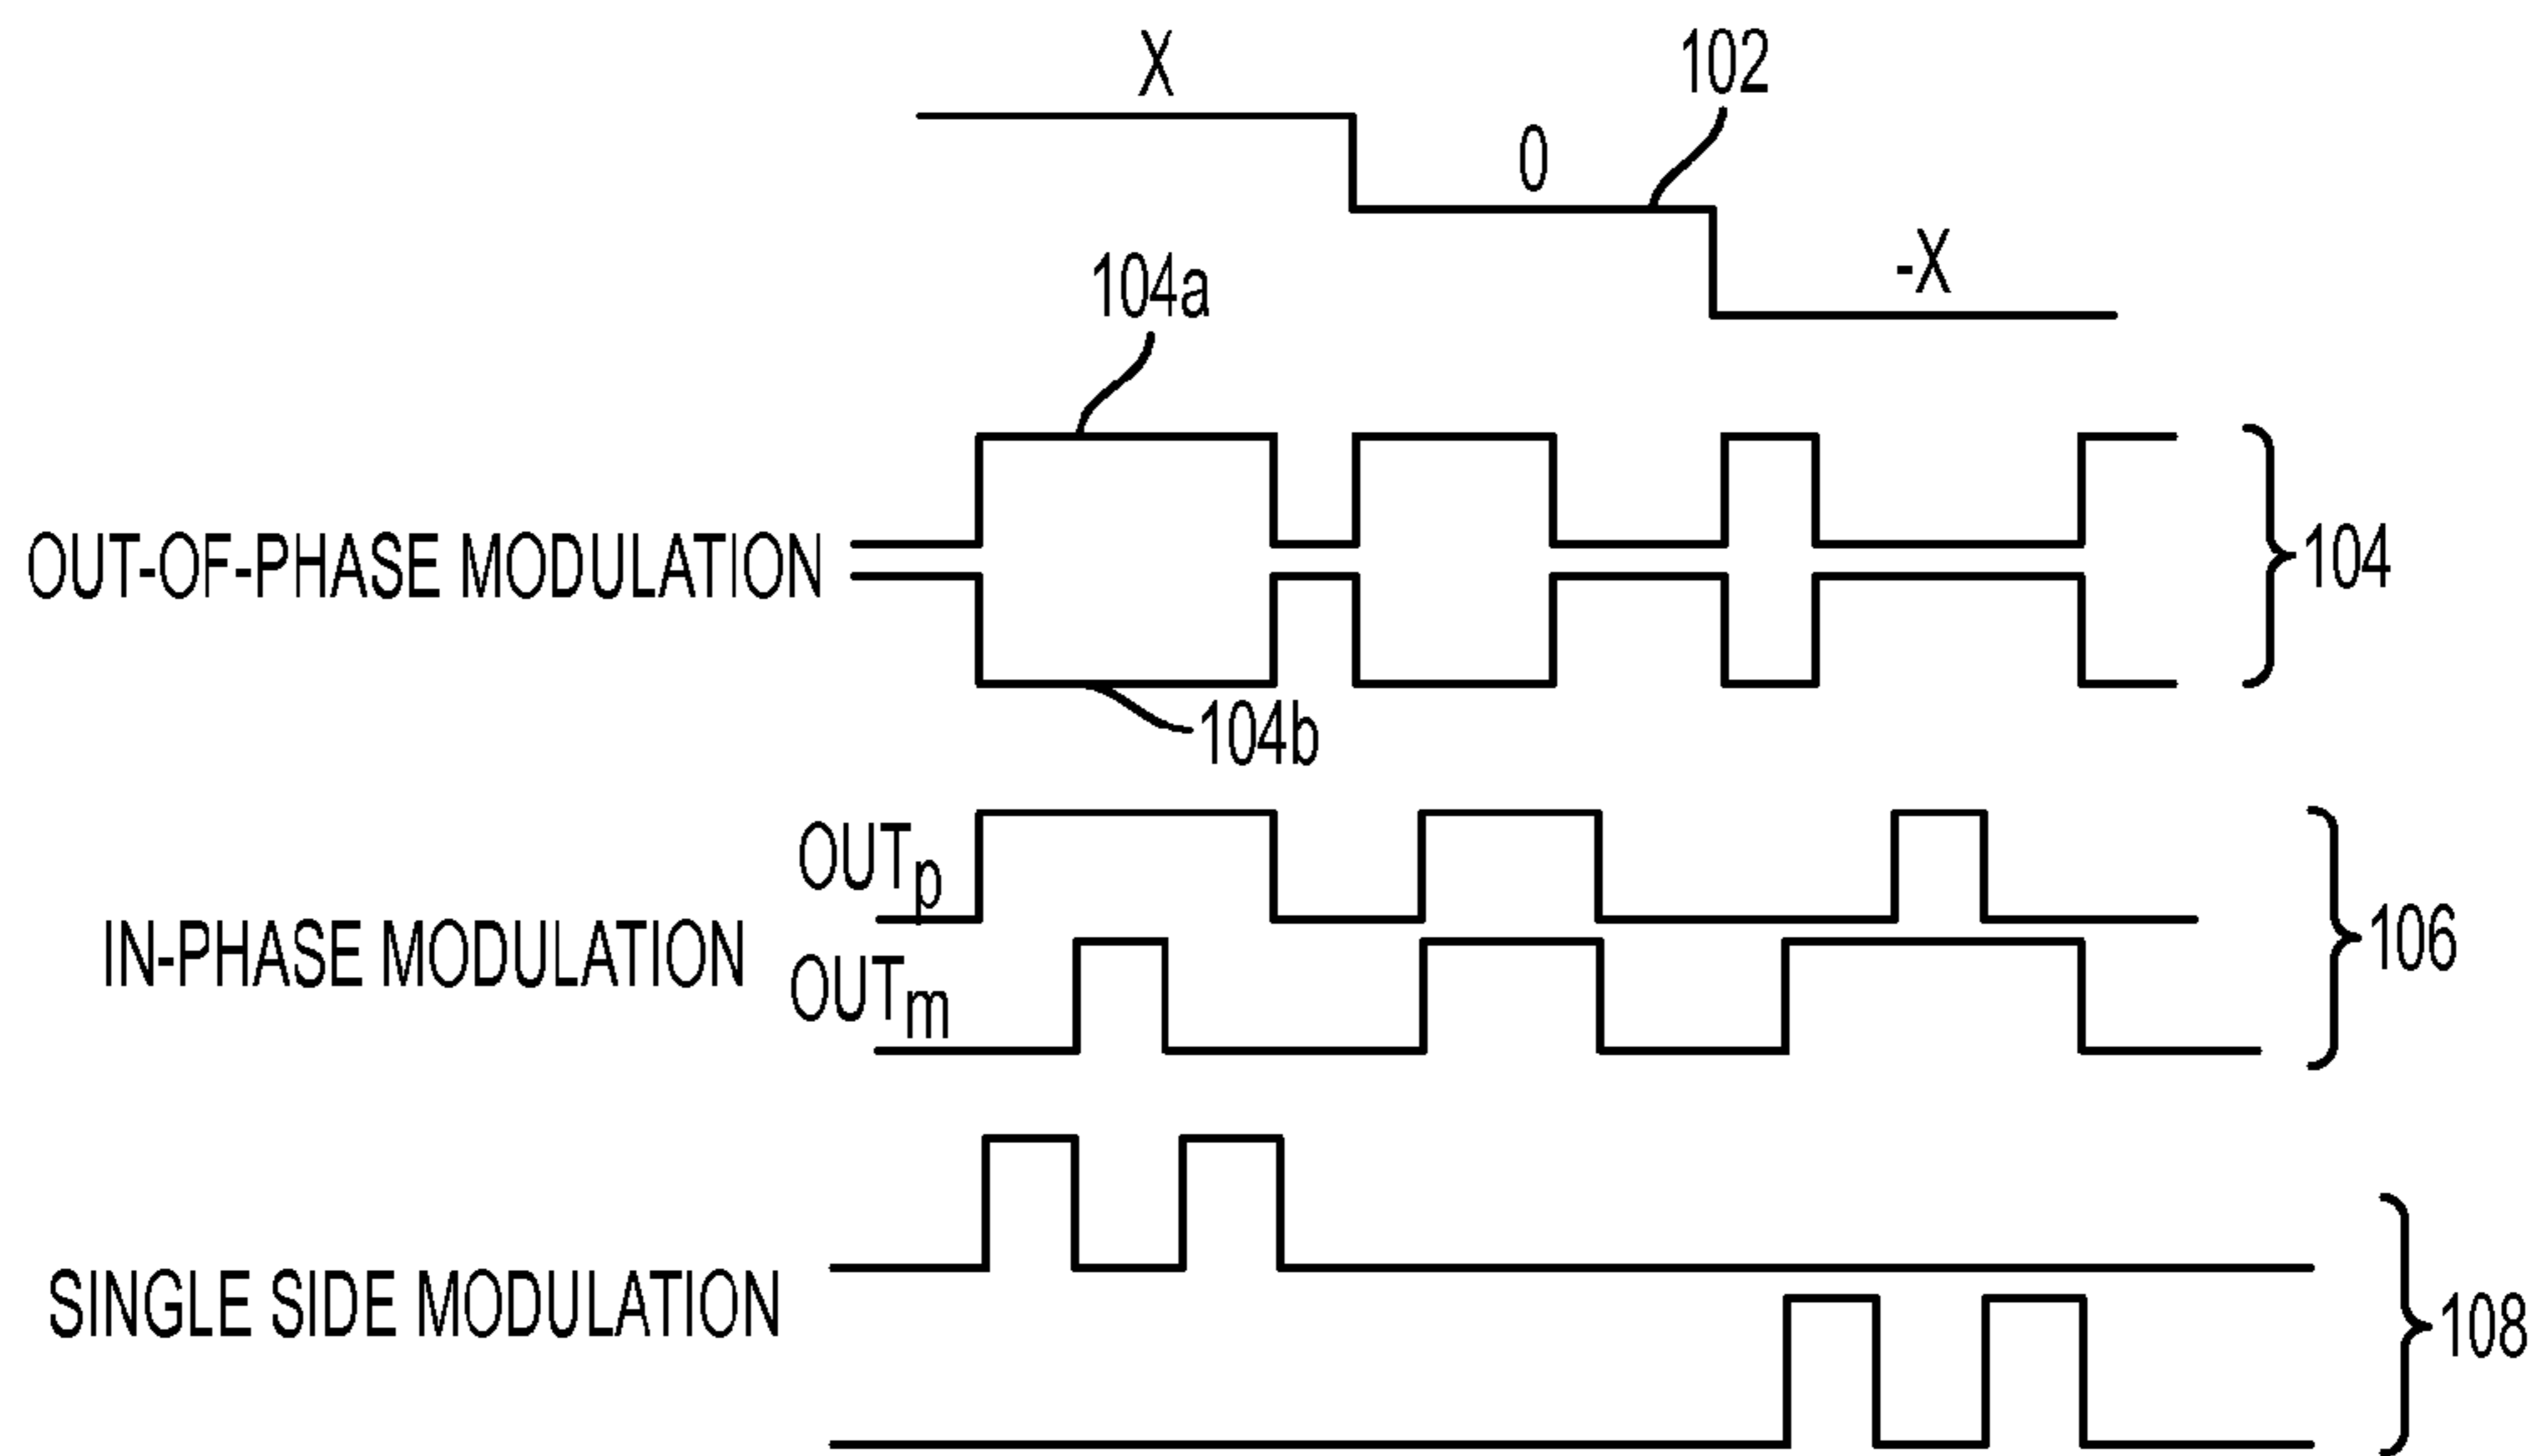 X
102
0
-X
104a
OUT-OF-PHASE MODULATION
104
104b
OUTp
IN-PHASE MODULATION
106
OUTm
SINGLE SIDE MODULATION
108